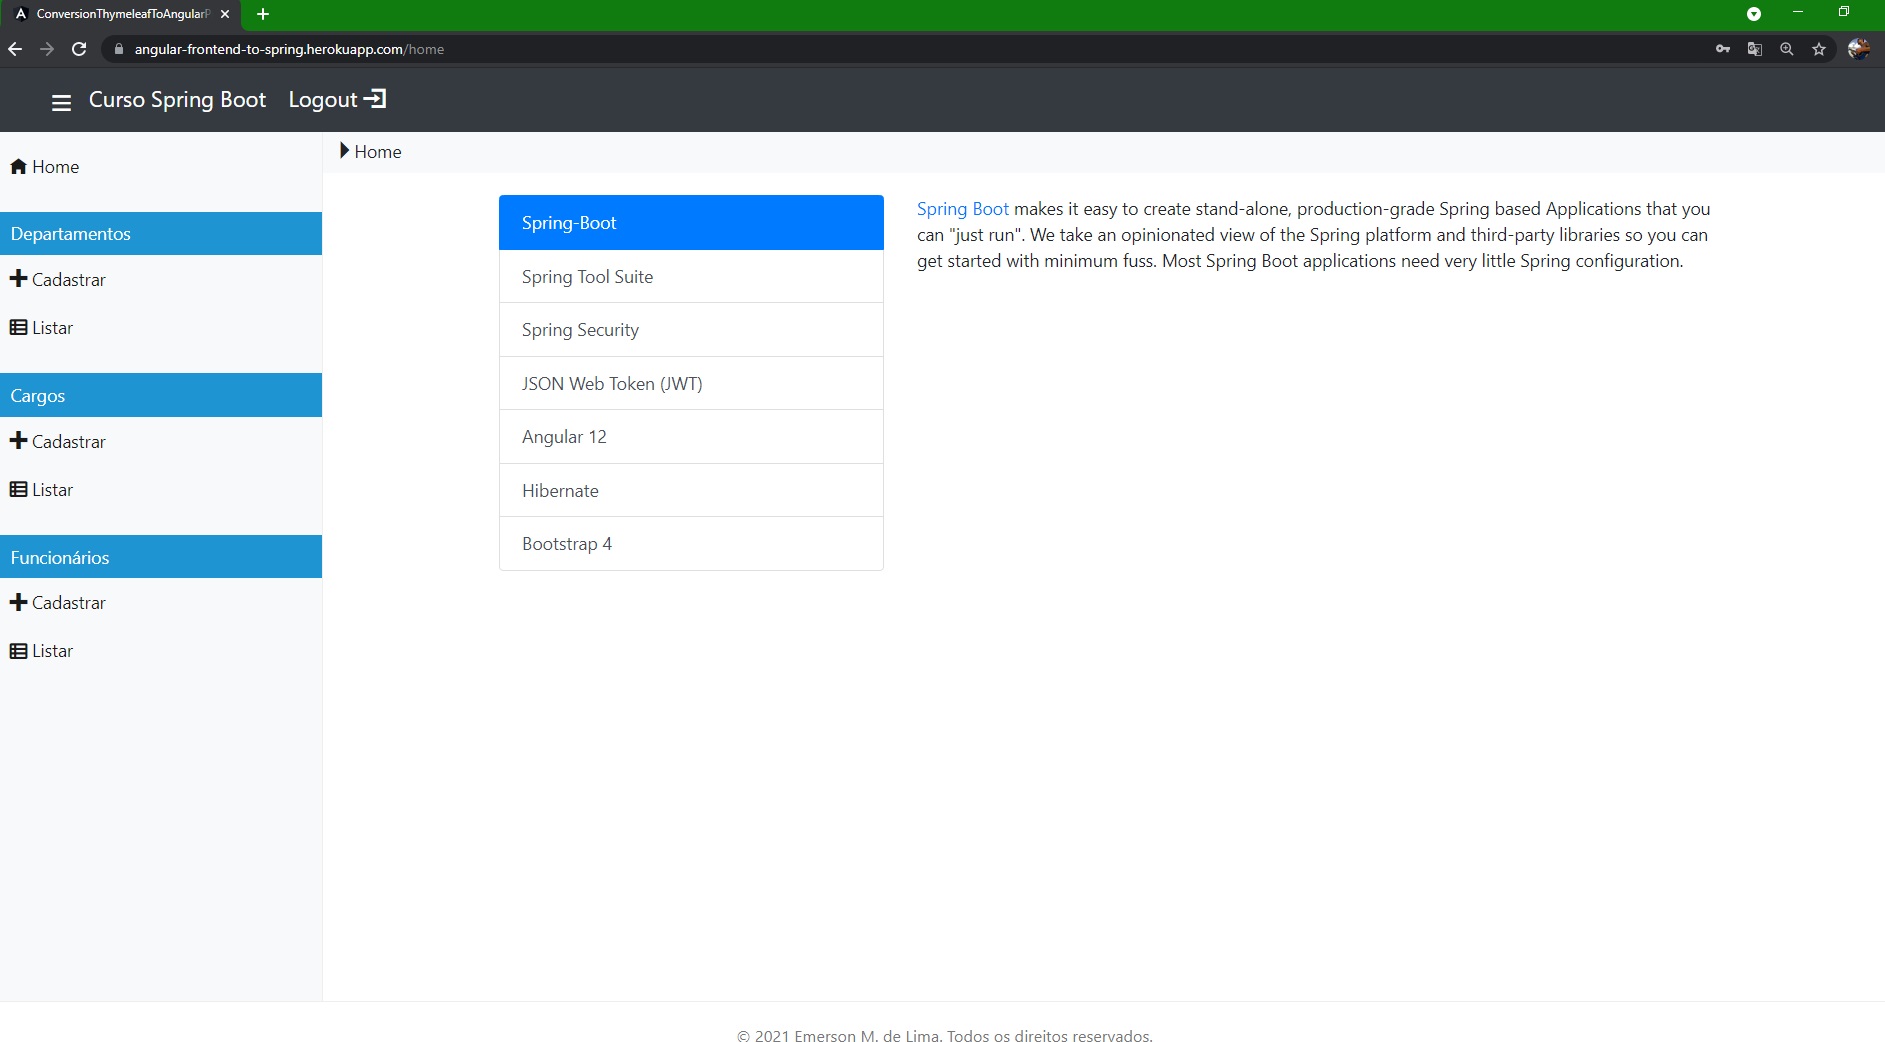 ConversionThymeleafToAngularP
angular-frontend-to-spring.herokuapp.com/home
Curso Spring Boot Logout
Home
Departamentos
Cadastrar
Listar
Cargos
Cadastrar
Listar
Funcionários
Cadastrar
Listar
Home
Spring-Boot
Spring Tool Suite
Spring Security
JSON Web Token (JWT)
Angular 12
Hibernate
Bootstrap 4
Spring Boot makes it easy to create stand-alone, production-grade Spring based Applications that you
can "just run". We take an opinionated view of the Spring platform and third-party libraries so you can
get started with minimum fuss. Most Spring Boot applications need very little Spring configuration.
© 2021 Emerson M. de Lima. Todos os direitos reservados.